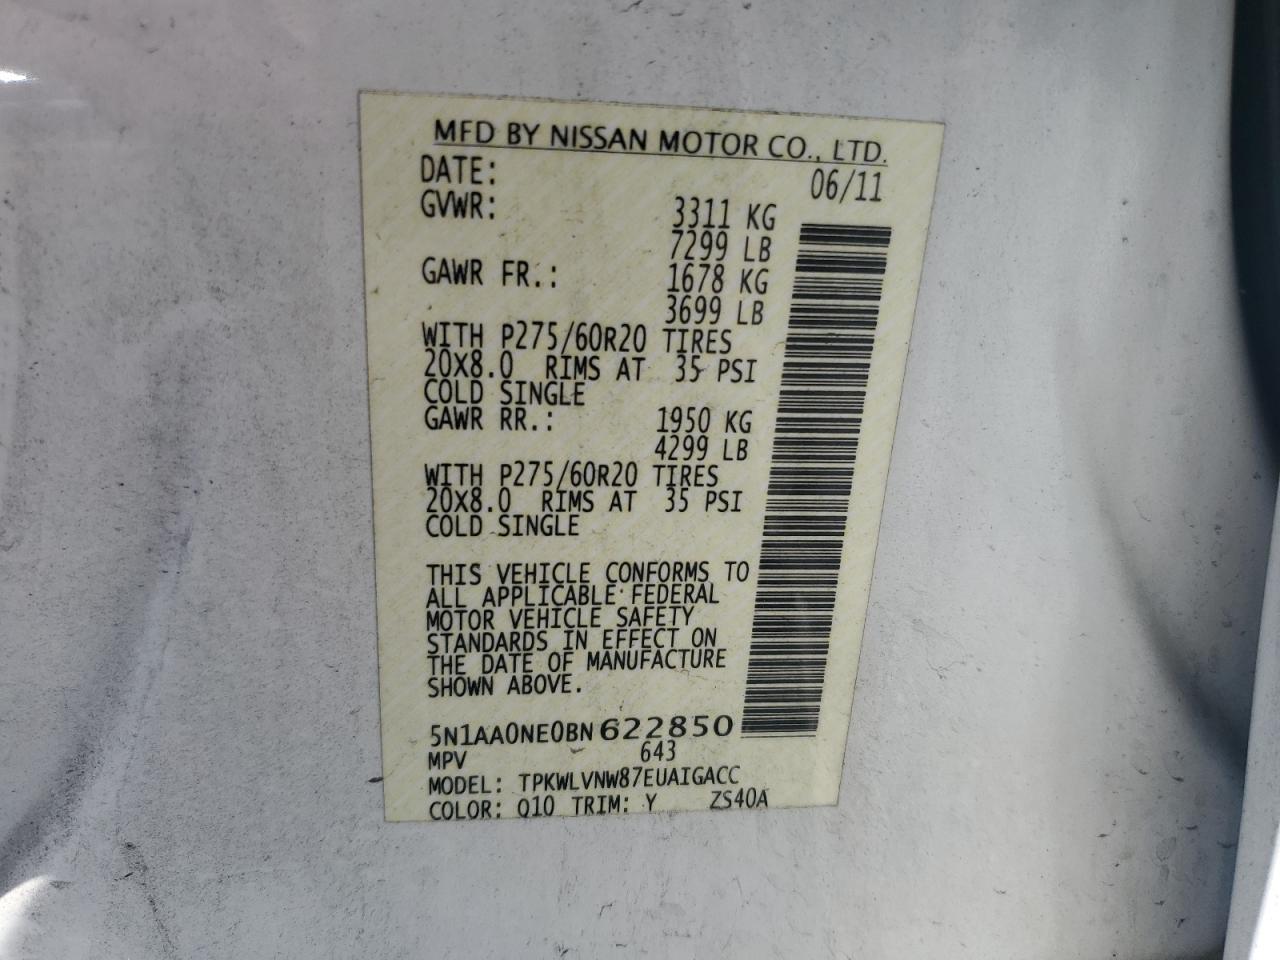 MFD BY NISSAN MOTOR CO., LTD.
DATE: 06/11
GVWR: 3311 KG
7299 LB
GAWR FR.: 1678 KG
3699 LB
WITH P275/60R20 TIRES
20X8.0 RIMS AT 35 PSI
COLD SINGLE
GAWR RR.: 1950 KG
4299 LB
WITH P275/60R20 TIRES
20X8.0 RIMS AT 35 PSI
COLD SINGLE
THIS VEHICLE CONFORMS TO
ALL APPLICABLE FEDERAL
MOTOR VEHICLE SAFETY
STANDARDS IN EFFECT ON
THE DATE OF MANUFACTURE
SHOWN ABOVE.
5N1AA0NE0BN622850
MPV 643
MODEL: TPKWLVNW87EUAIGACC
COLOR: Q10 TRIM: Y ZS40A